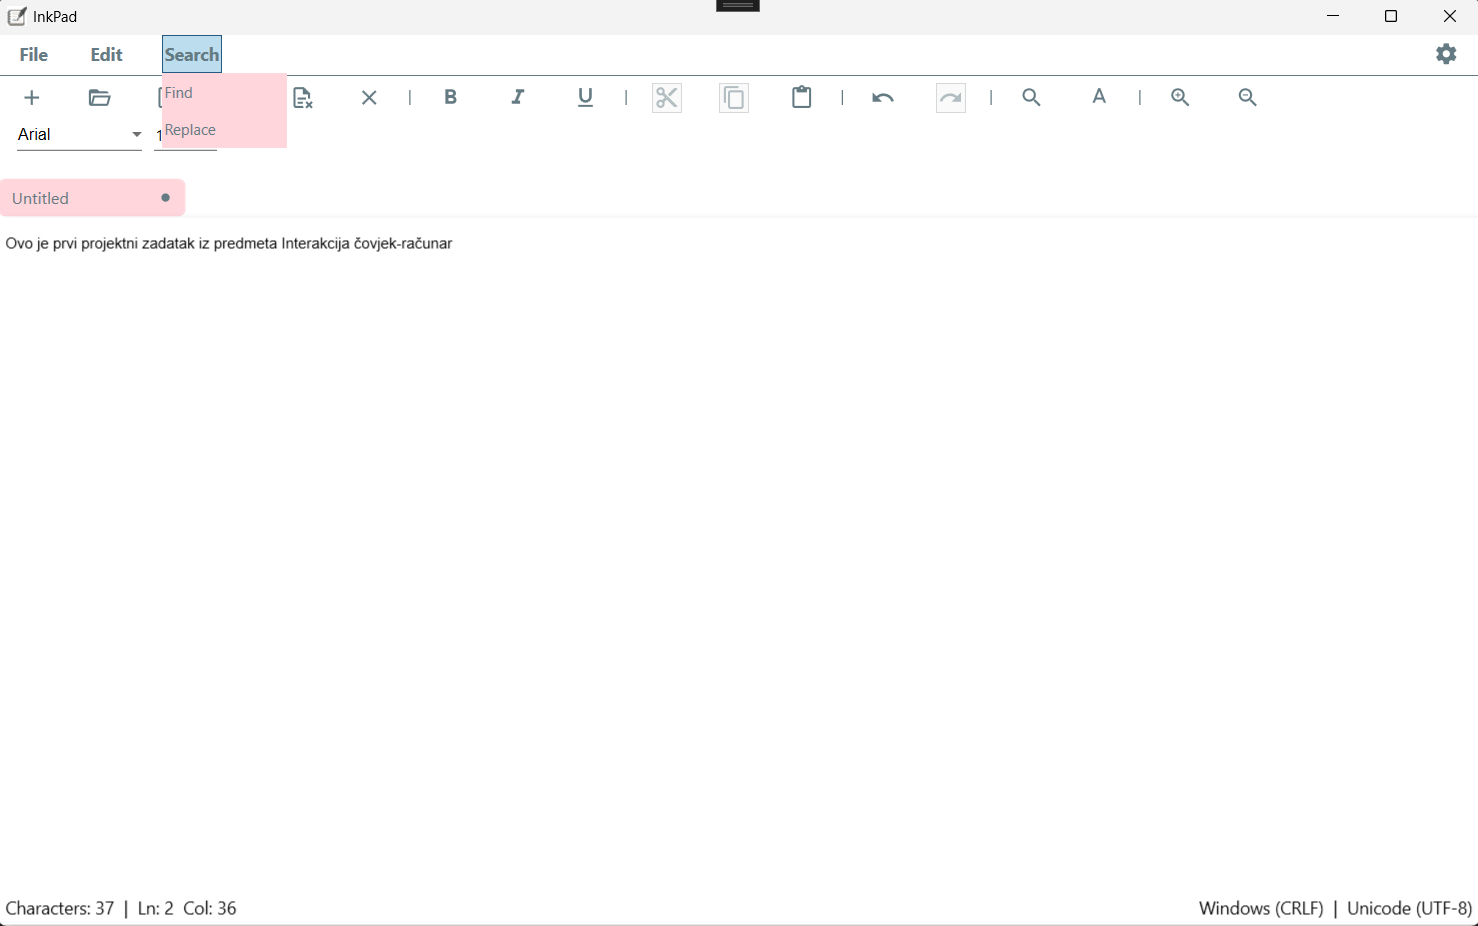 InkPad
File Edit Search
Find
B I U A
Arial Replace
Untitled
Ovo je prvi projektni zadatak iz predmeta Interakcija čovjek-računar
Characters: 37 | Ln: 2 Col: 36 Windows (CRLF) | Unicode (UTF-8)